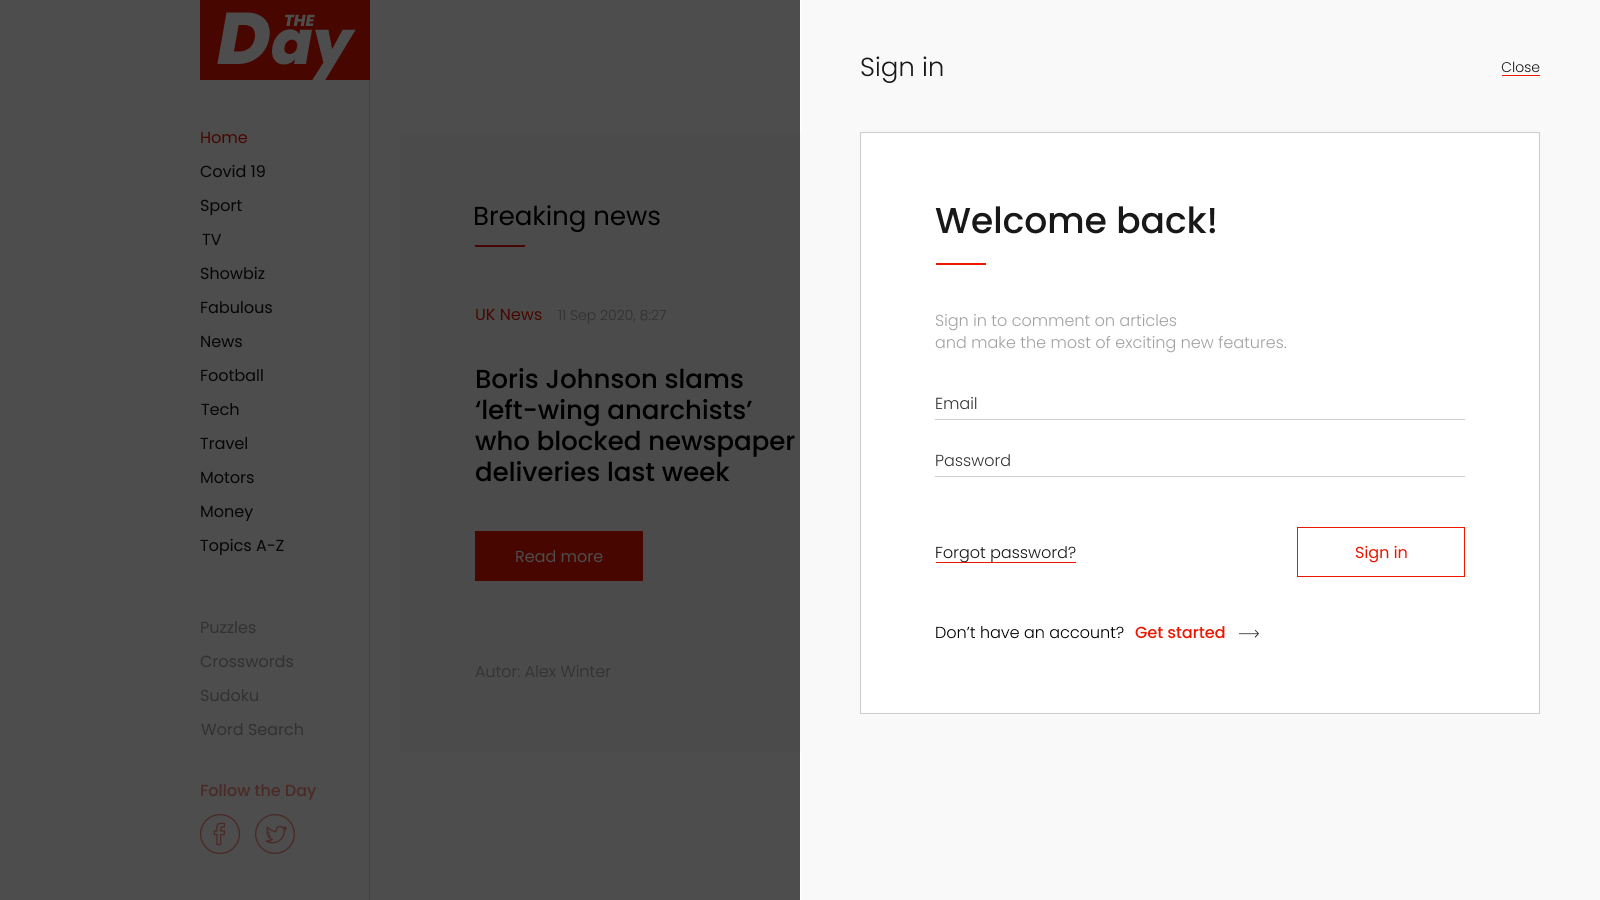 THE
Day
Home
Covid 19
Sport
TV
Showbiz
Fabulous
News
Football
Tech
Travel
Motors
Money
Topics A-Z
Puzzles
Crosswords
Sudoku
Word Search
Follow the Day
Breaking news
UK News 11 Sep 2020, 8:27
Boris Johnson slams
‘left-wing anarchists’
who blocked newspaper
deliveries last week
Read more
Autor: Alex Winter
Sign in
Close
Welcome back!
Sign in to comment on articles
and make the most of exciting new features.
Email
Password
Forgot password?
Sign in
Don’t have an account? Get started